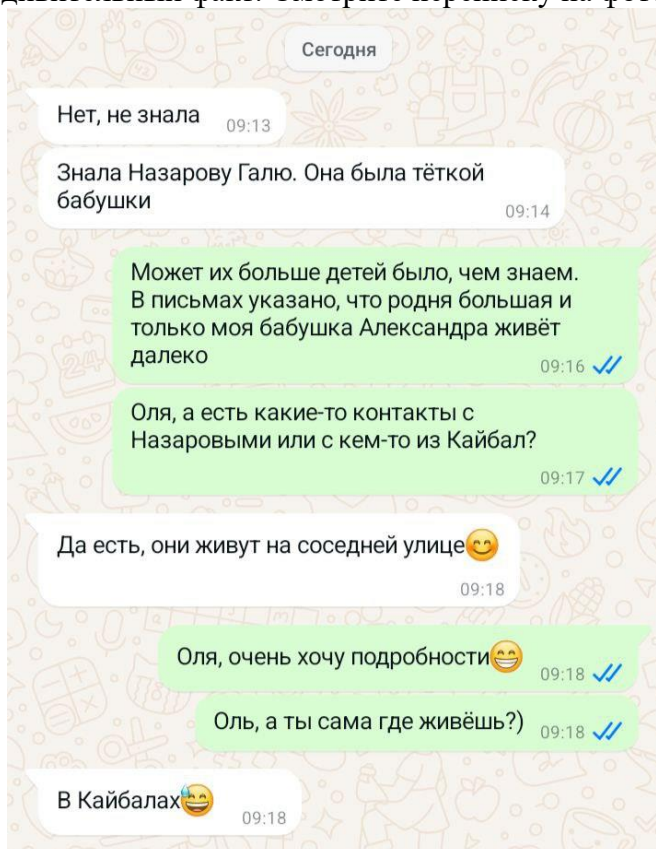 Сегодня
Нет, не знала 09:13
Знала Назарову Галю. Она была тёткой
бабушки
09:14
Может их больше детей было, чем знаем.
В письмах указано, что родня большая и
только моя бабушка Александра живёт
далеко
09:16
Оля, а есть какие-то контакты с
Назаровыми или с кем-то из Кайбал?
09:17
Да есть, они живут на соседней улице😊
09:18
Оля, очень хочу подробности😁 09:18
Оль, а ты сама где живёшь?) 09:18
В Кайбалах😅 09:18